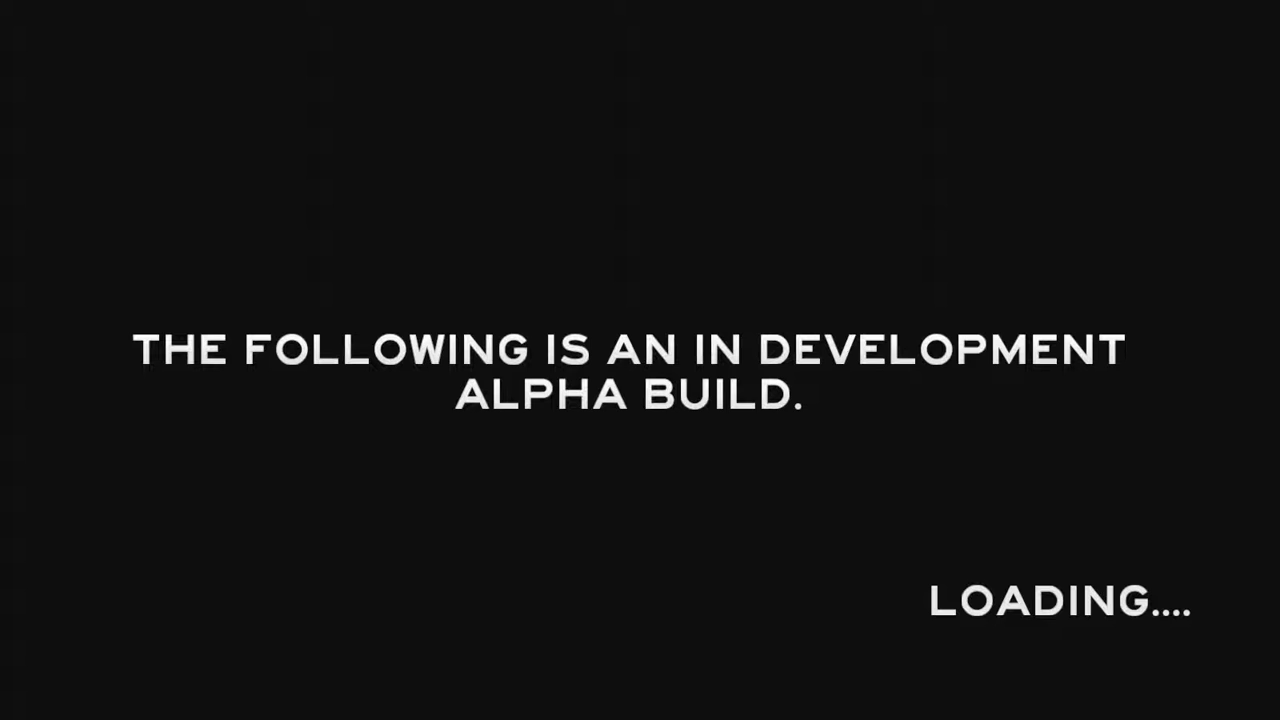 THE FOLLOWING IS AN IN DEVELOPMENT
ALPHA BUILD.
LOADING....